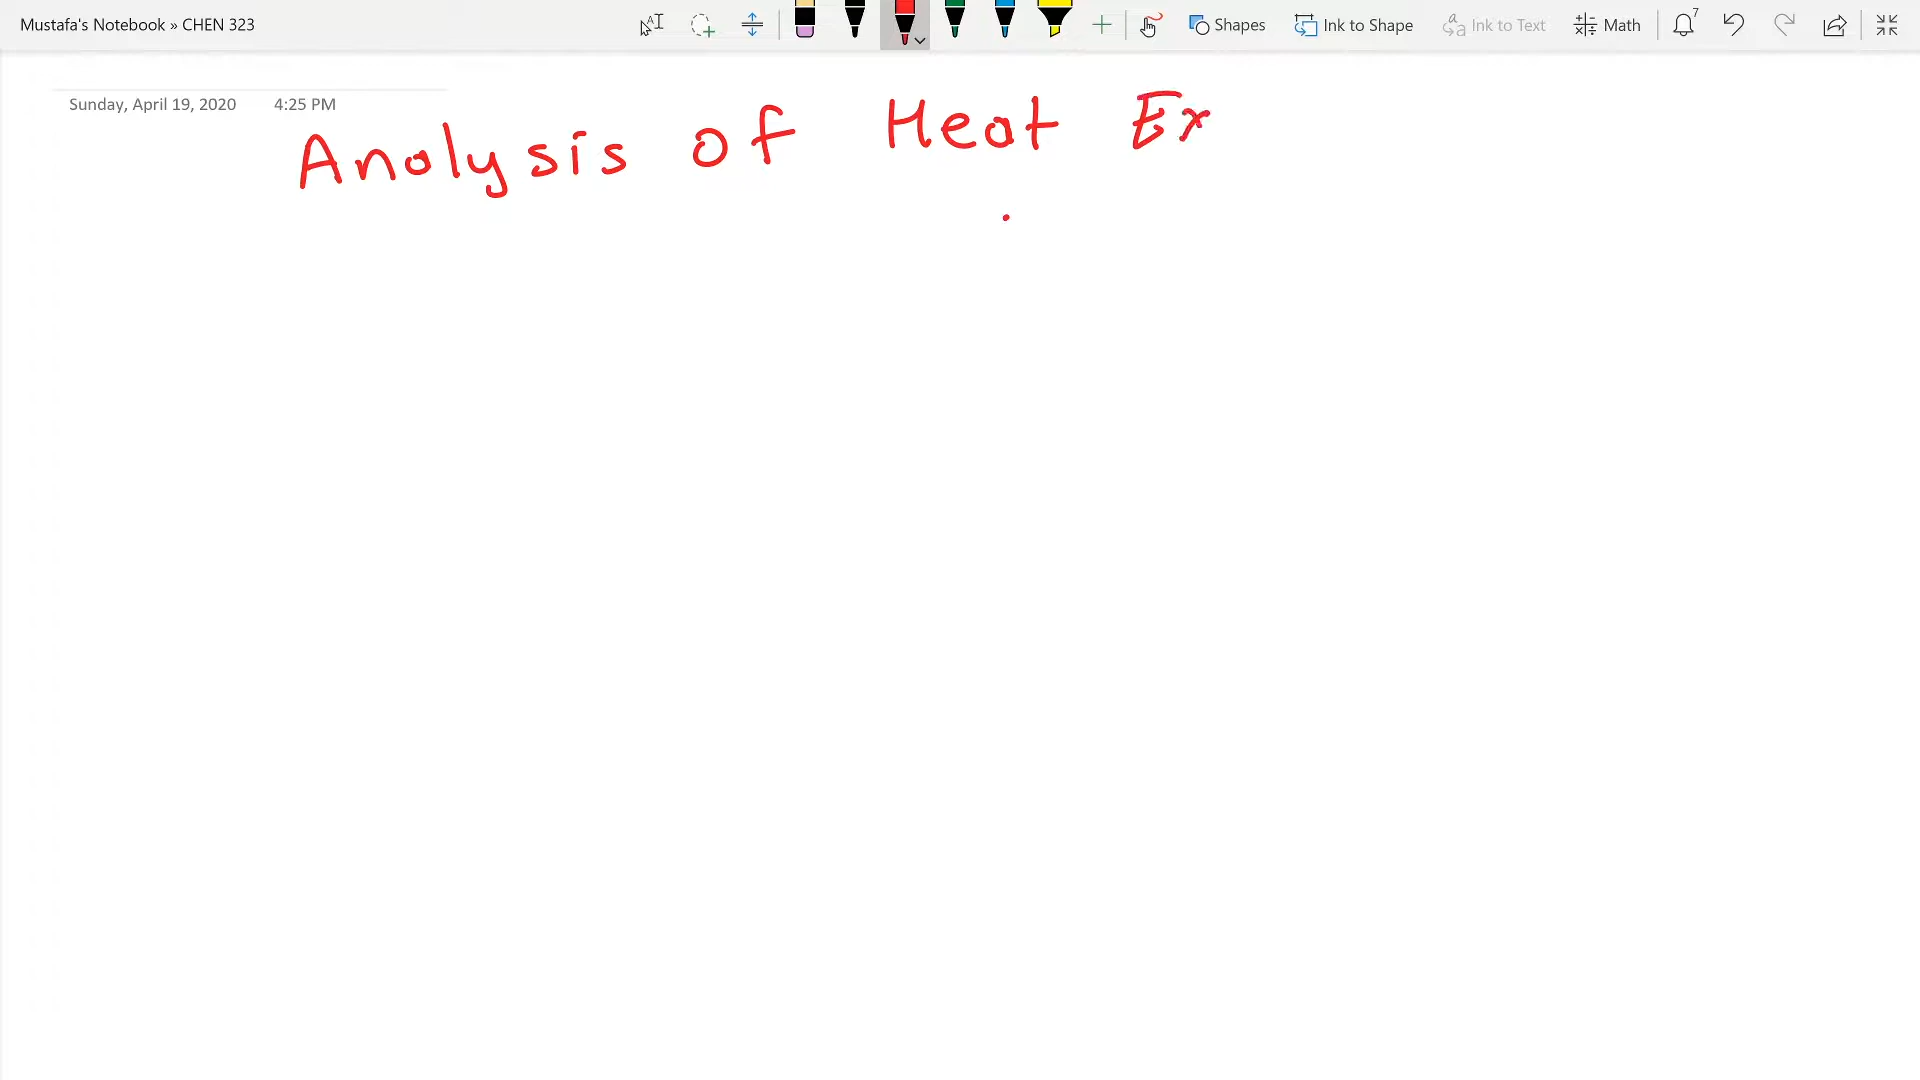 Mustafa's Notebook » CHEN 323
Shapes
Ink to Shape
Ink to Text
Math
7
Sunday, April 19, 2020 4:25 PM
Analysis of Heat Ex